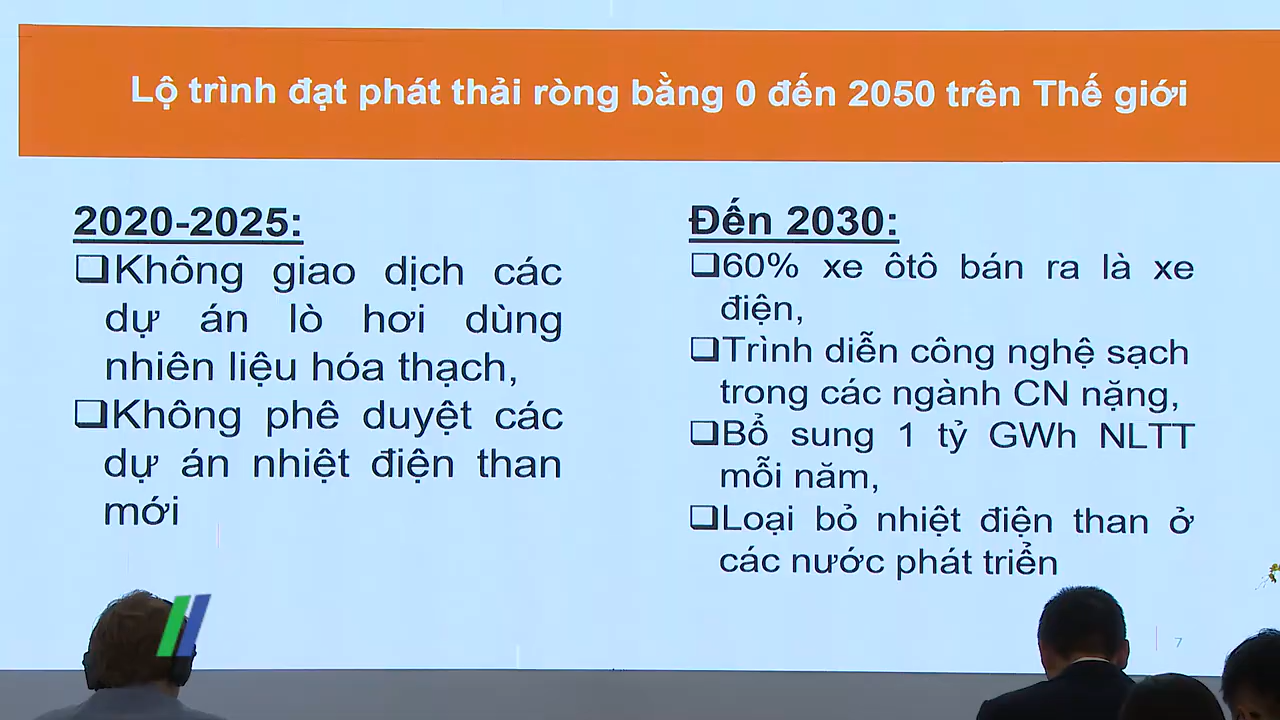 Lộ trình đạt phát thải ròng bằng 0 đến 2050 trên Thế giới
2020-2025:
❑Không giao dịch các
dự án lò hơi dùng
nhiên liệu hóa thạch,
❑Không phê duyệt các
dự án nhiệt điện than
mới
Đến 2030:
❑60% xe ôtô bán ra là xe
điện,
❑Trình diễn công nghệ sạch
trong các ngành CN nặng,
❑Bổ sung 1 tỷ GWh NLTT
mỗi năm,
❑Loại bỏ nhiệt điện than ở
các nước phát triển
7